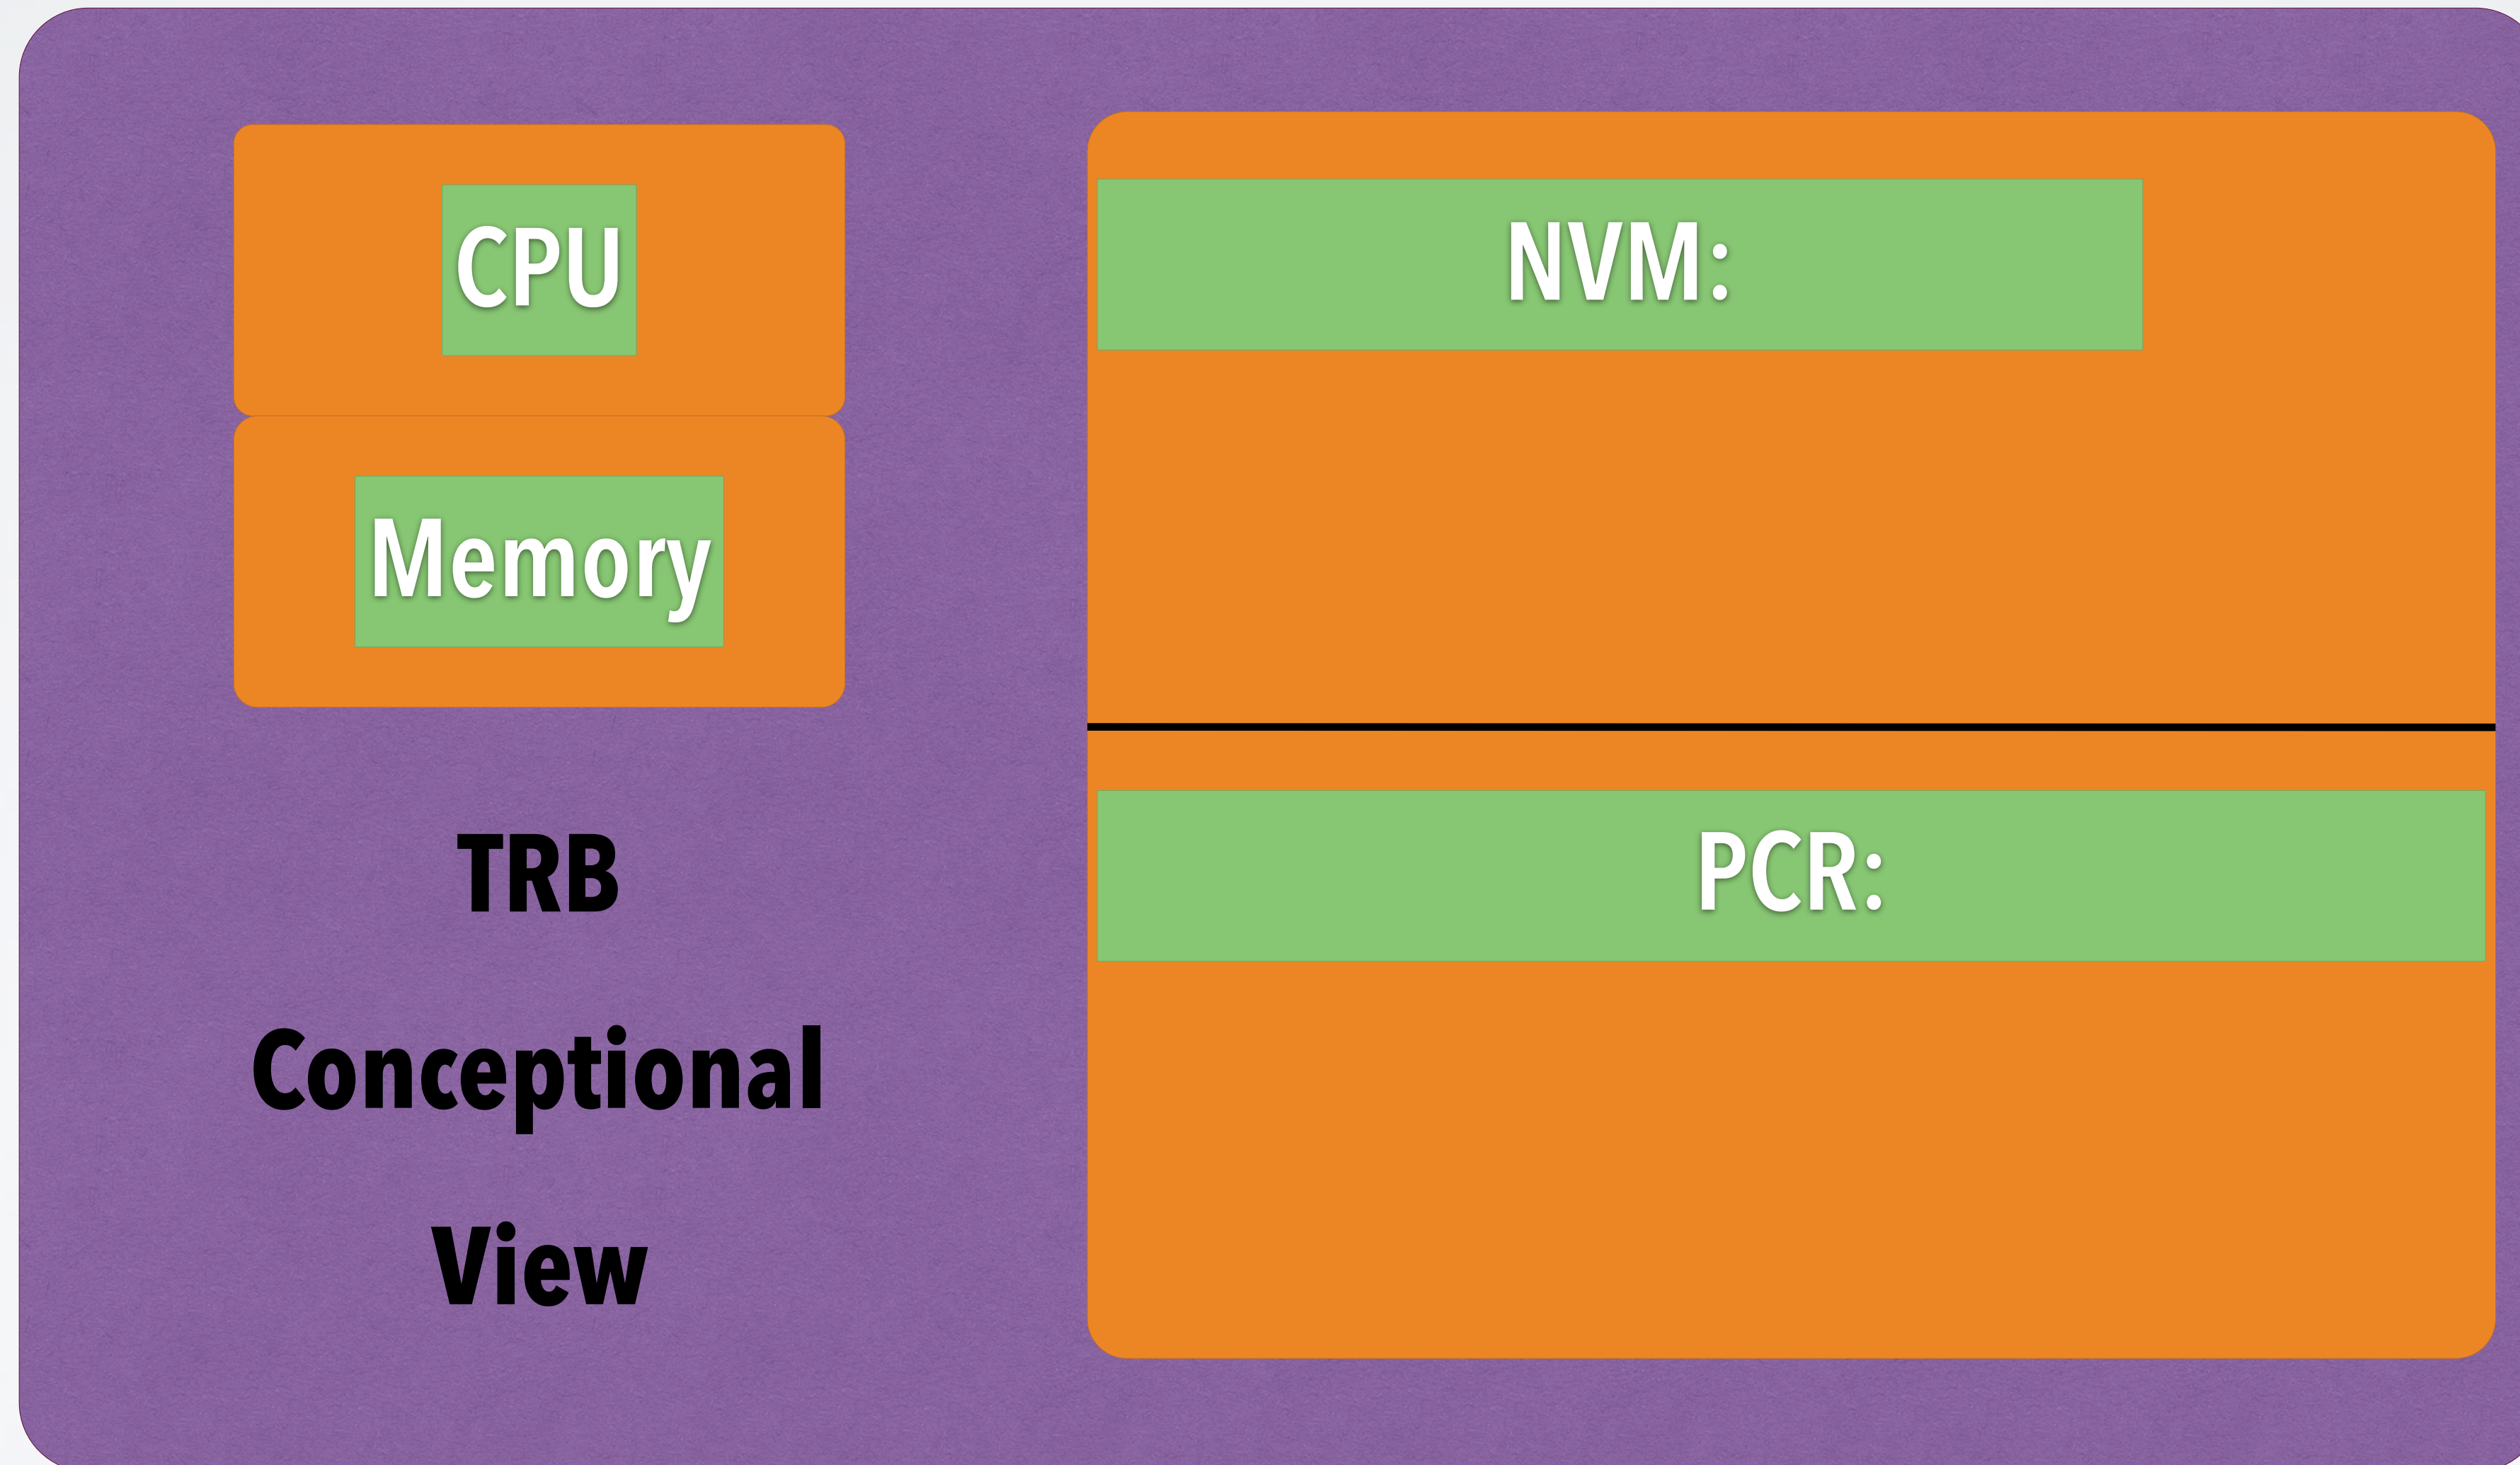 CPU
Memory
TRB
Conceptional
View
NVM:
PCR: